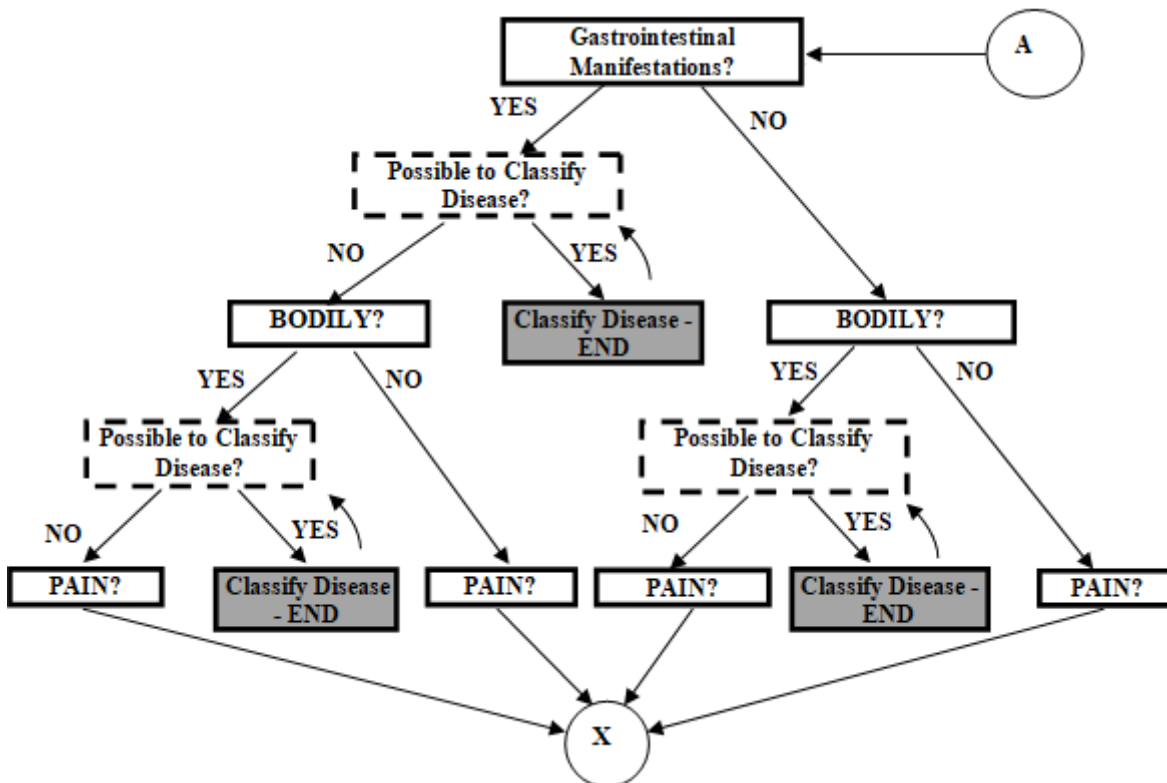 Gastrointestinal
Manifestations?
A
YES
NO
Possible to Classify
Disease?
NO
YES
BODILY?
Classify Disease -
END
BODILY?
YES
NO
YES
NO
Possible to Classify
Disease?
Possible to Classify
Disease?
NO
YES
NO
YES
PAIN?
Classify Disease
- END
PAIN?
PAIN?
Classify Disease -
END
PAIN?
X